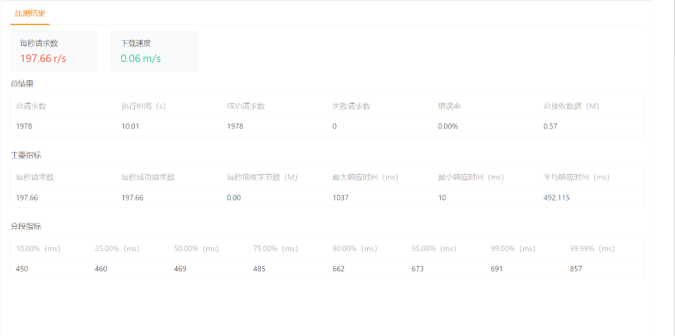 压测结果
每秒请求数 下载速度
197.66 r/s 0.06 m/s
总结果
总请求数 执行时间（s） 成功请求数 失败请求数 错误率 总接收数据（M）
1978 10.01 1978 0 0.00% 0.57
主要指标
每秒请求数 每秒成功请求数 每秒接收字节数（M） 最大响应时间（ms） 最小响应时间（ms） 平均响应时间（ms）
197.66 197.66 0.00 1037 10 492.115
分段指标
10.00%（ms） 25.00%（ms） 50.00%（ms） 75.00%（ms） 90.00%（ms） 95.00%（ms） 99.00%（ms） 99.99%（ms）
450 460 469 485 662 673 691 857